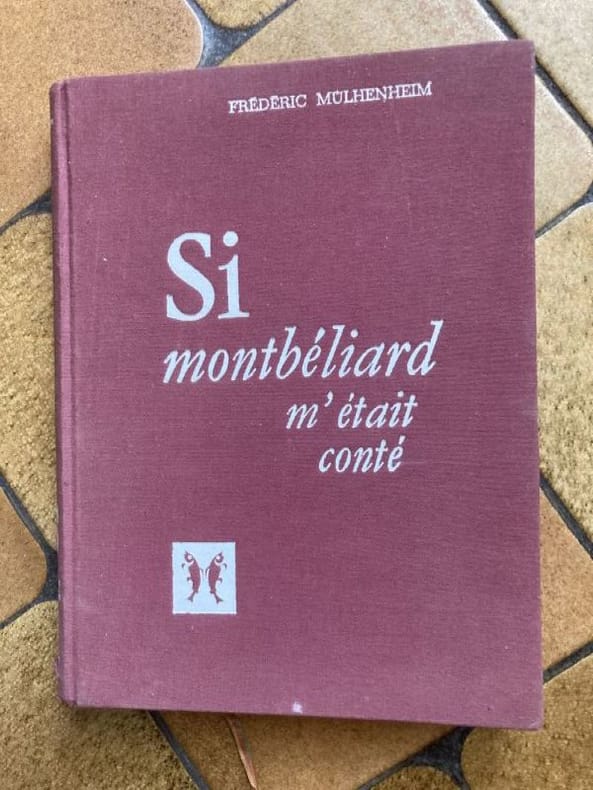 FRÉDÉRIC MÜLHENHEIM
Si
montbéliard
m'était
conté